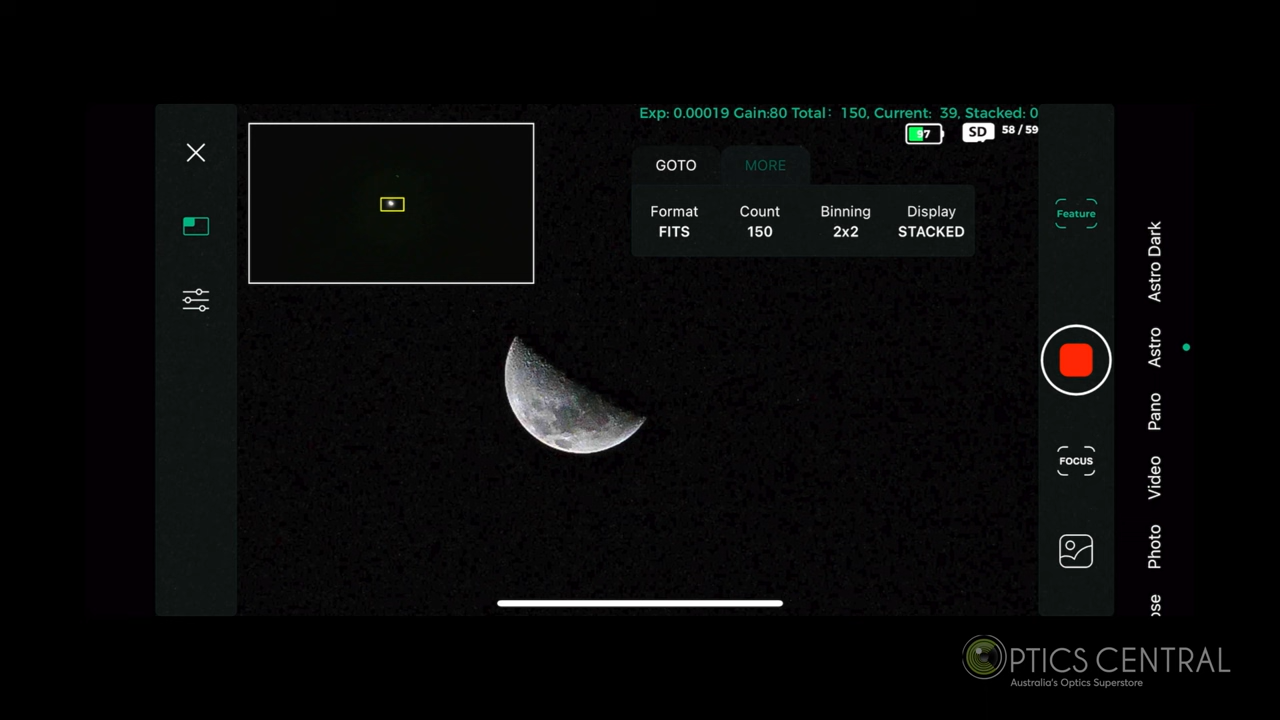 Exp: 0.00019 Gain:80 Total: 150, Current: 39, Stacked: 0
97
SD
58 / 59
GOTO
MORE
Format
Count
Binning
Display
FITS
150
2x2
STACKED
Feature
FOCUS
Astro Dark
Astro
Pano
Video
Photo
ose
OPTICS CENTRAL
Australia's Optics Superstore